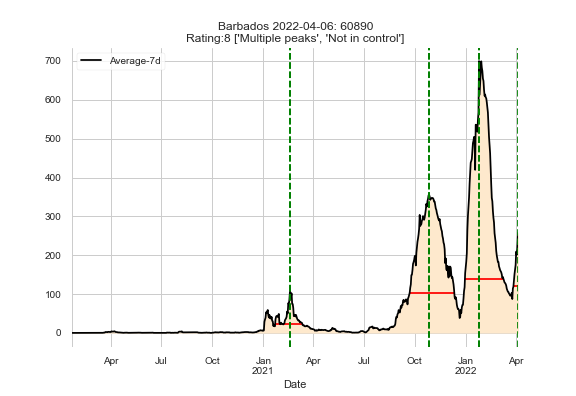 Barbados 2022-04-06: 60890
Rating:8 ['Multiple peaks', 'Not in control']
Average-7d
700
600
500
400
300
200
100
0
Apr Jul Oct Jan Apr Jul Oct Jan Apr
2021 2022
Date